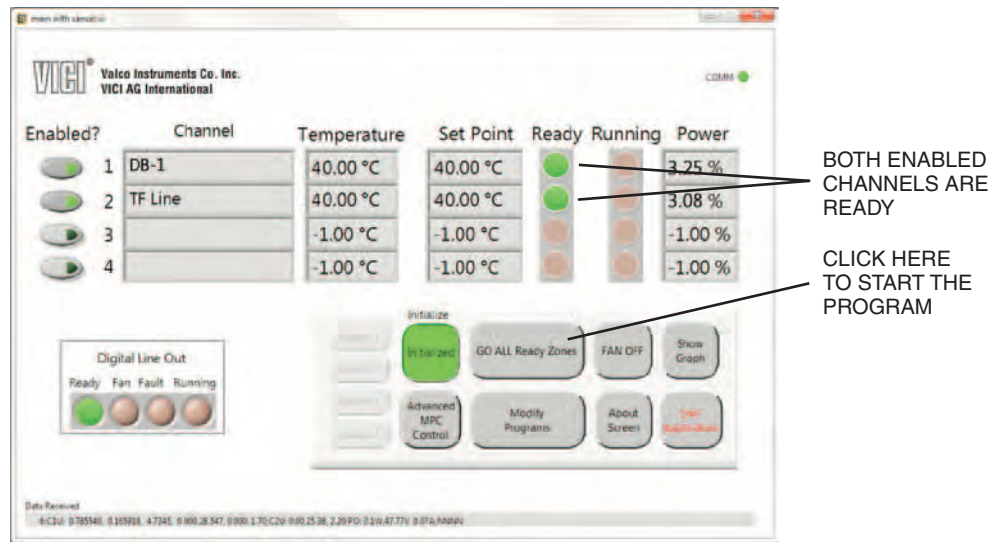 main with
VICI®
Valco Instruments Co. Inc.
VICI AG International
COMM
Enabled? Channel Temperature Set Point Ready Running Power
1 DB-1 40.00 °C 40.00 °C 3.25 %
2 TF Line 40.00 °C 40.00 °C 3.08 %
3 -1.00 °C -1.00 °C -1.00 %
4 -1.00 °C -1.00 °C -1.00 %
BOTH ENABLED
CHANNELS ARE
READY
CLICK HERE
TO START THE
PROGRAM
Digital Line Out
Ready Fan Fault Running
Initialize
Initialized
GO ALL Ready Zones
FAN OFF
Show
Graph
Advanced
MPC
Control
Modify
Programs
About
Screen
Data Received